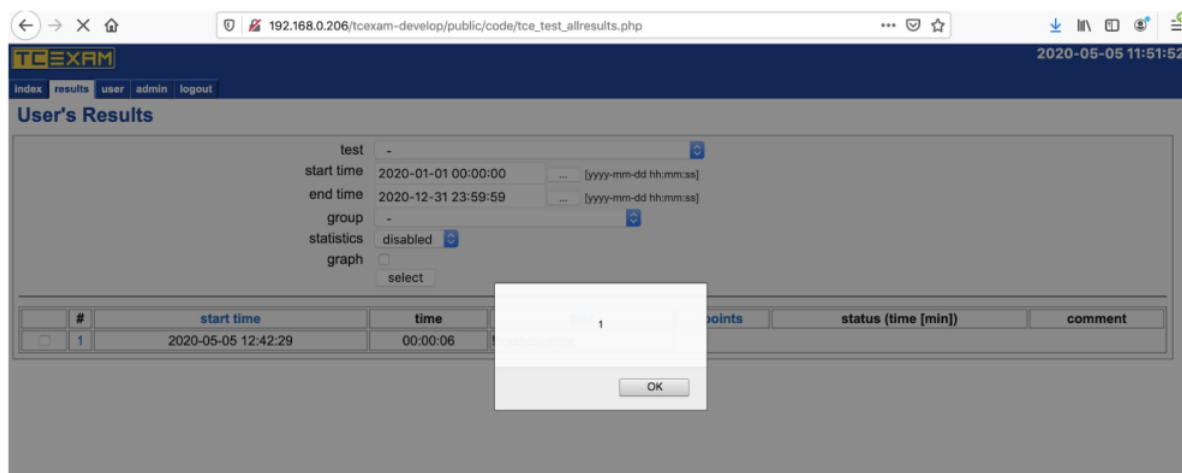 192.168.0.206/tcexam-develop/public/code/tce_test_allresults.php
TCEXAM
2020-05-05 11:51:52
index results user admin logout
User's Results
test -
start time 2020-01-01 00:00:00 ... [yyyy-mm-dd hh:mm:ss]
end time 2020-12-31 23:59:59 ... [yyyy-mm-dd hh:mm:ss]
group -
statistics disabled
graph
select
# start time time test points status (time [min]) comment
1 2020-05-05 12:42:29 00:00:06
1
OK